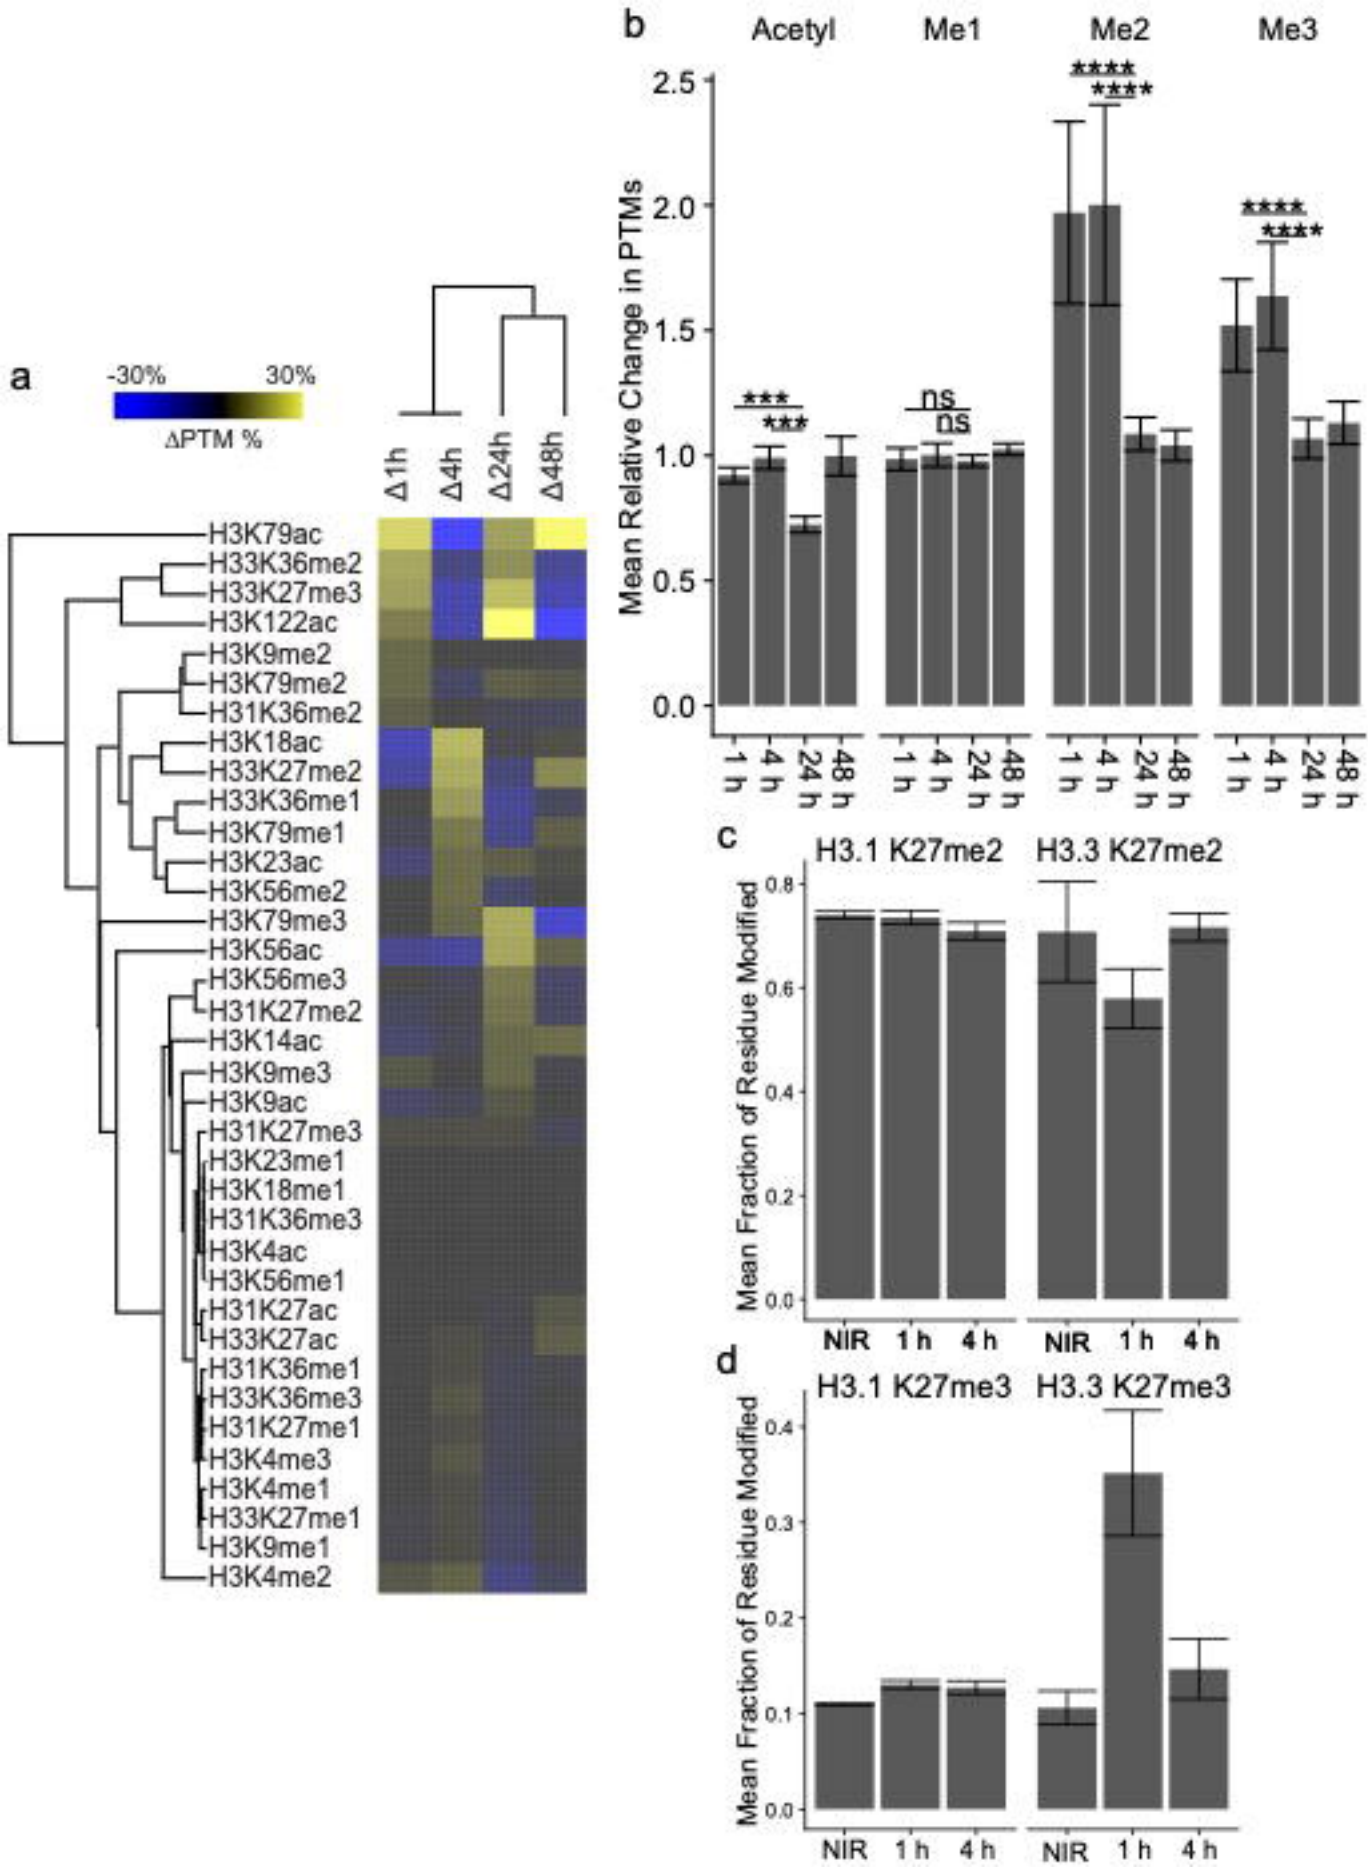 a
-30% 30%
ΔPTM %
Δ1h
Δ4h
Δ24h
Δ48h
H3K79ac
H33K36me2
H33K27me3
H3K122ac
H3K9me2
H3K79me2
H31K36me2
H3K18ac
H33K27me2
H33K36me1
H3K79me1
H3K23ac
H3K56me2
H3K79me3
H3K56ac
H3K56me3
H31K27me2
H3K14ac
H3K9me3
H3K9ac
H31K27me3
H3K23me1
H3K18me1
H31K36me3
H3K4ac
H3K56me1
H31K27ac
H33K27ac
H31K36me1
H33K36me3
H31K27me1
H3K4me3
H3K4me1
H33K27me1
H3K9me1
H3K4me2
b
Acetyl Me1 Me2 Me3
Mean Relative Change in PTMs
2.5
2.0
1.5
1.0
0.5
0.0
***
***
ns
ns
****
****
****
****
1 h
4 h
24 h
48 h
1 h
4 h
24 h
48 h
1 h
4 h
24 h
48 h
1 h
4 h
24 h
48 h
c
H3.1 K27me2 H3.3 K27me2
Mean Fraction of Residue Modified
0.8
0.6
0.4
0.2
0.0
NIR 1 h 4 h NIR 1 h 4 h
d
H3.1 K27me3 H3.3 K27me3
Mean Fraction of Residue Modified
0.4
0.3
0.2
0.1
0.0
NIR 1 h 4 h NIR 1 h 4 h